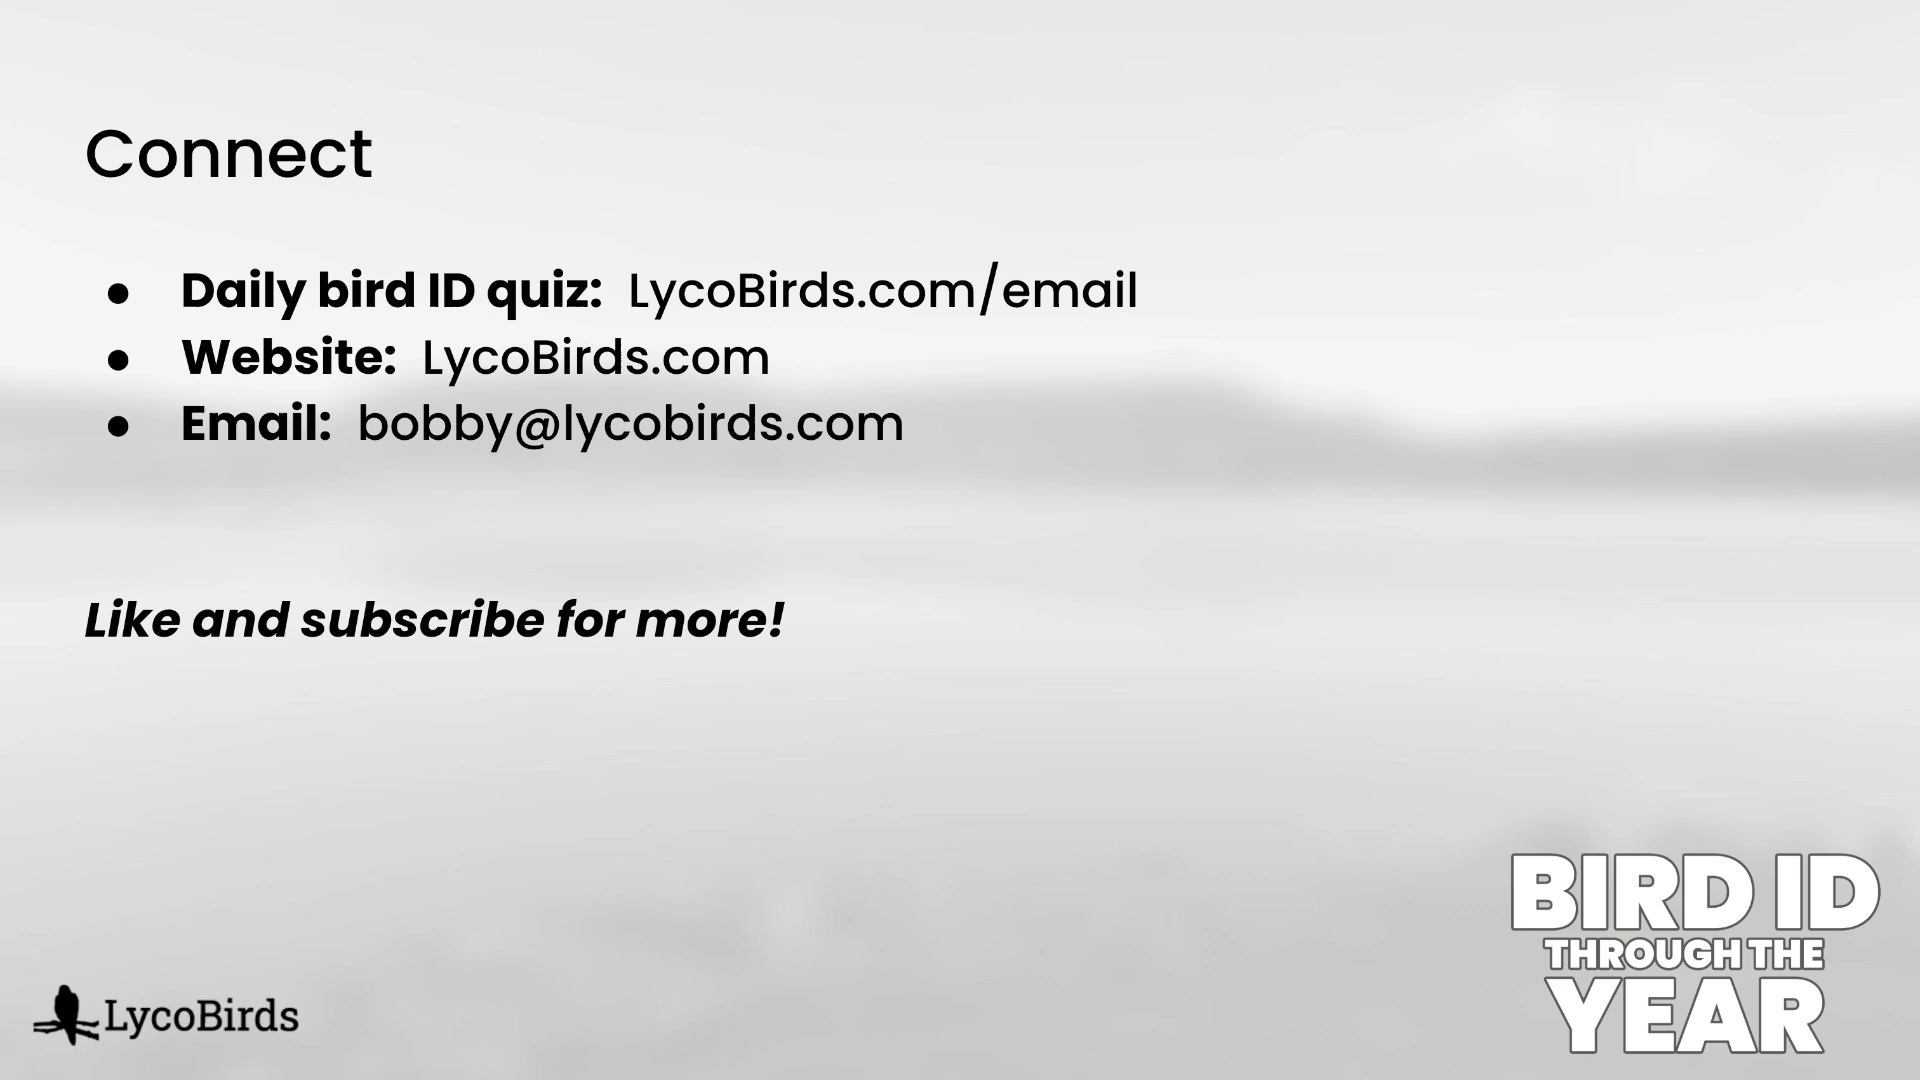 Connect
● Daily bird ID quiz: LycoBirds.com/email
● Website: LycoBirds.com
● Email: bobby@lycobirds.com
Like and subscribe for more!
LycoBirds
BIRD ID
THROUGH THE
YEAR